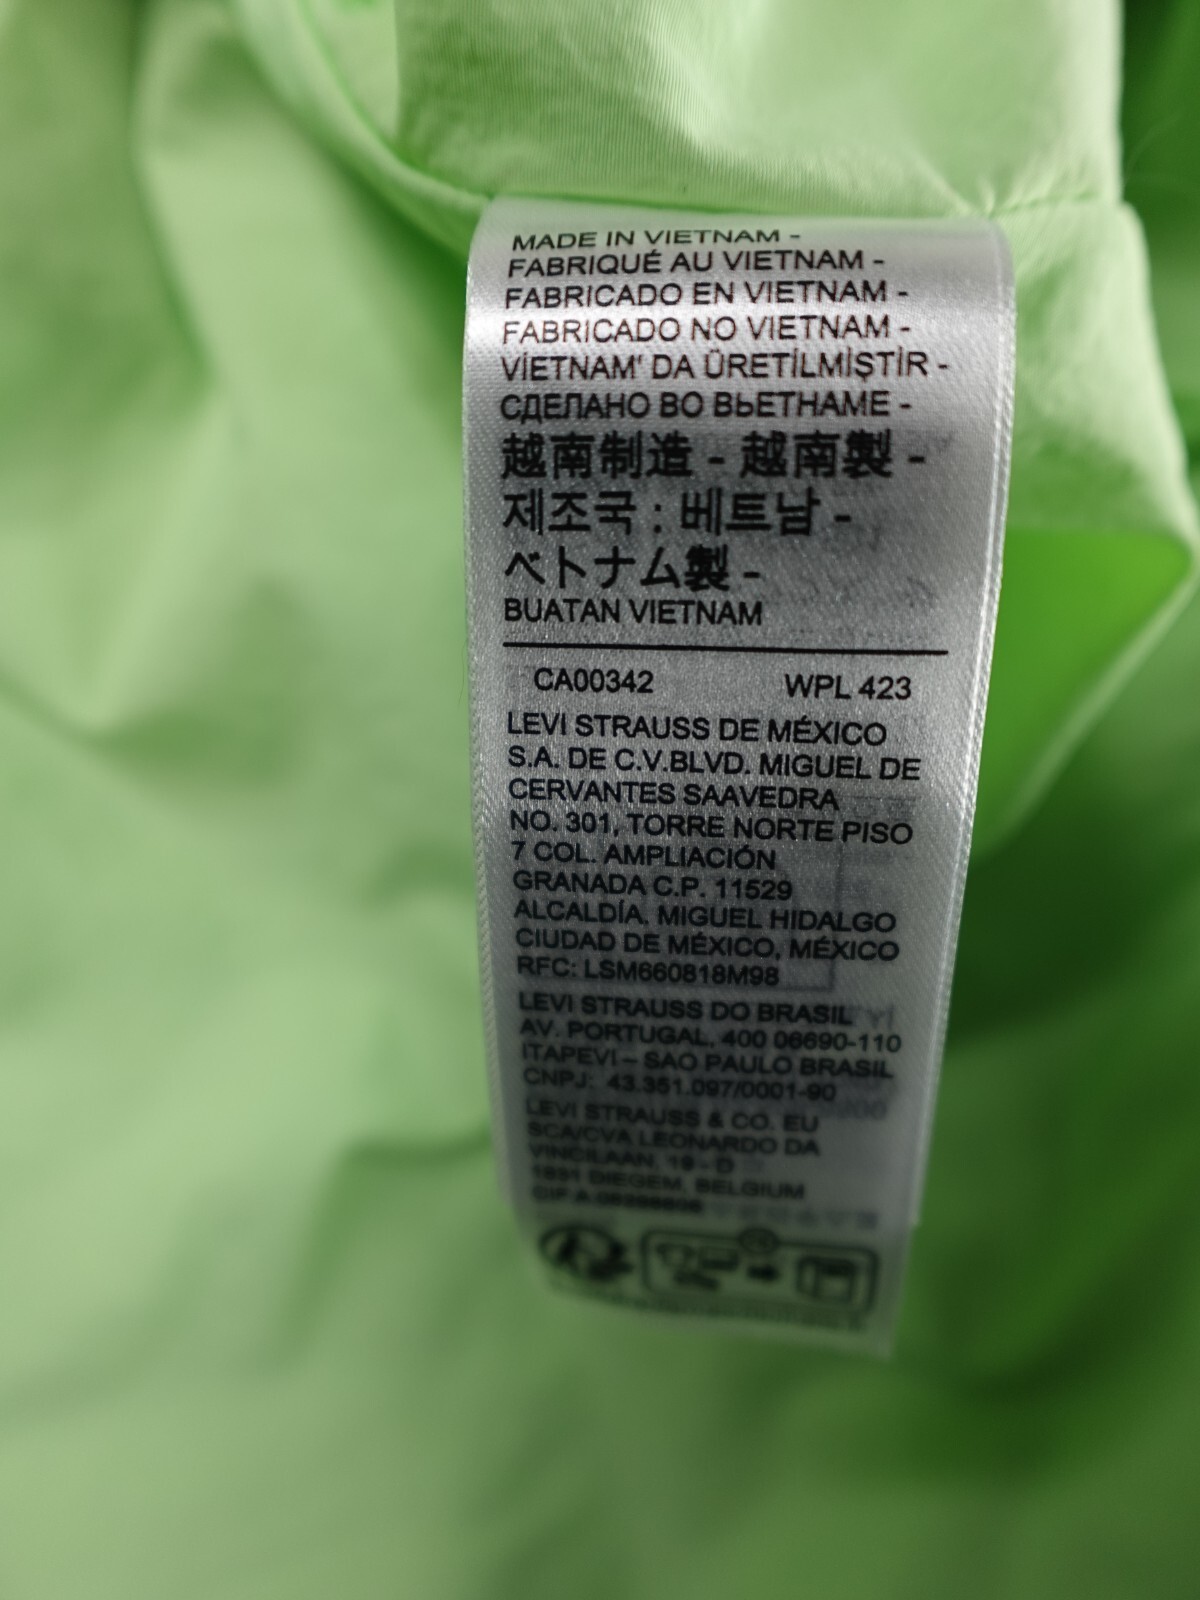 MADE IN VIETNAM -
FABRIQUÉ AU VIETNAM -
FABRICADO EN VIETNAM -
FABRICADO NO VIETNAM -
VİETNAM' DA ÜRETİLMİŞTİR -
СДЕЛАНО ВО ВЬЕТНАМЕ -
越南制造 - 越南製 -
제조국 : 베트남 -
ベトナム製 -
BUATAN VIETNAM
CA00342 WPL 423
LEVI STRAUSS DE MÉXICO
S.A. DE C.V.BLVD. MIGUEL DE
CERVANTES SAAVEDRA
NO. 301, TORRE NORTE PISO
7 COL. AMPLIACIÓN
GRANADA C.P. 11529
ALCALDÍA. MIGUEL HIDALGO
CIUDAD DE MÉXICO, MÉXICO
RFC: LSM660818M98
LEVI STRAUSS DO BRASIL
AV. PORTUGAL, 400 06690-110
ITAPEVI – SAO PAULO BRASIL
CNPJ: 43.351.097/0001-90
LEVI STRAUSS & CO. EU
SCA/CVA LEONARDO DA
VINCILAAN, 19 - D
1831 DIEGEM, BELGIUM
CIF